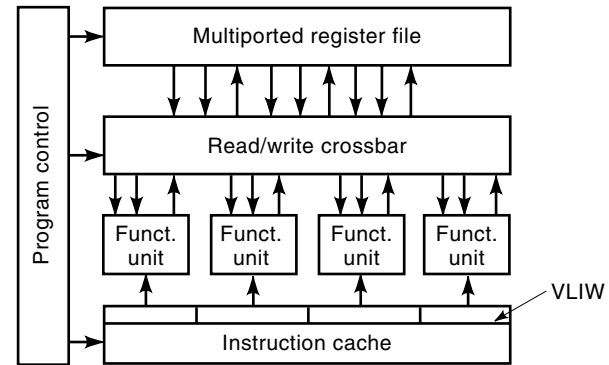 Multiported register file
Program control
Read/write crossbar
Funct.
unit
Funct.
unit
Funct.
unit
Funct.
unit
VLIW
Instruction cache